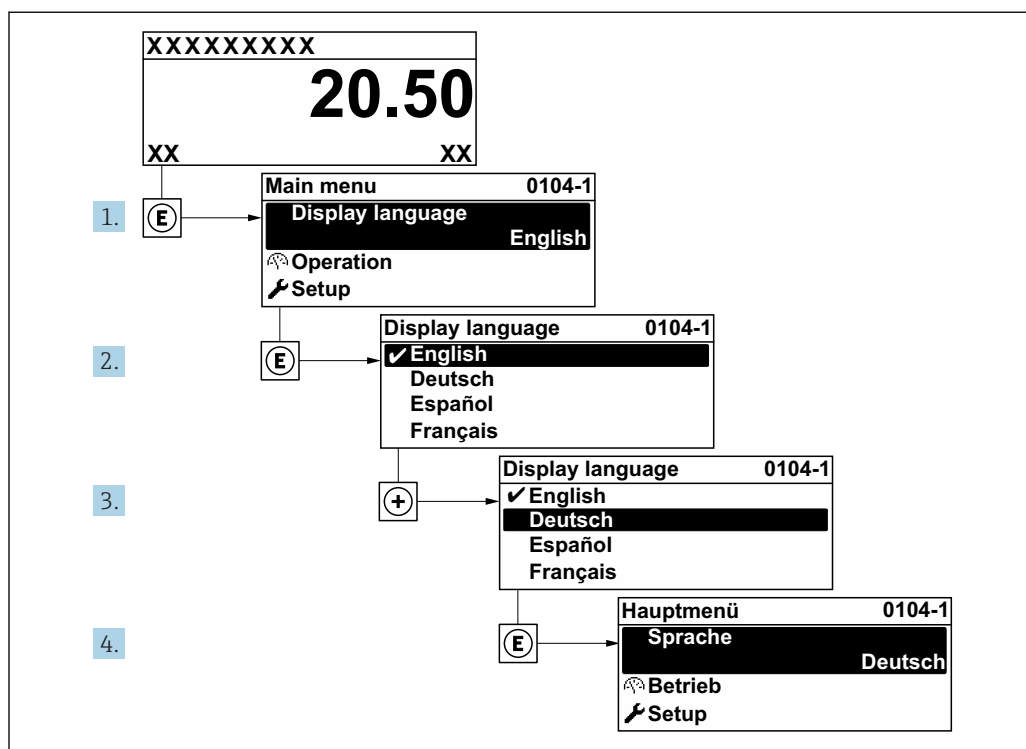 XXXXXXXXX
20.50
XX XX
1. E
Main menu 0104-1
Display language
English
Operation
Setup
2. E
Display language 0104-1
✔ English
Deutsch
Español
Français
3. +
Display language 0104-1
✔ English
Deutsch
Español
Français
4. E
Hauptmenü 0104-1
Sprache
Deutsch
Betrieb
Setup